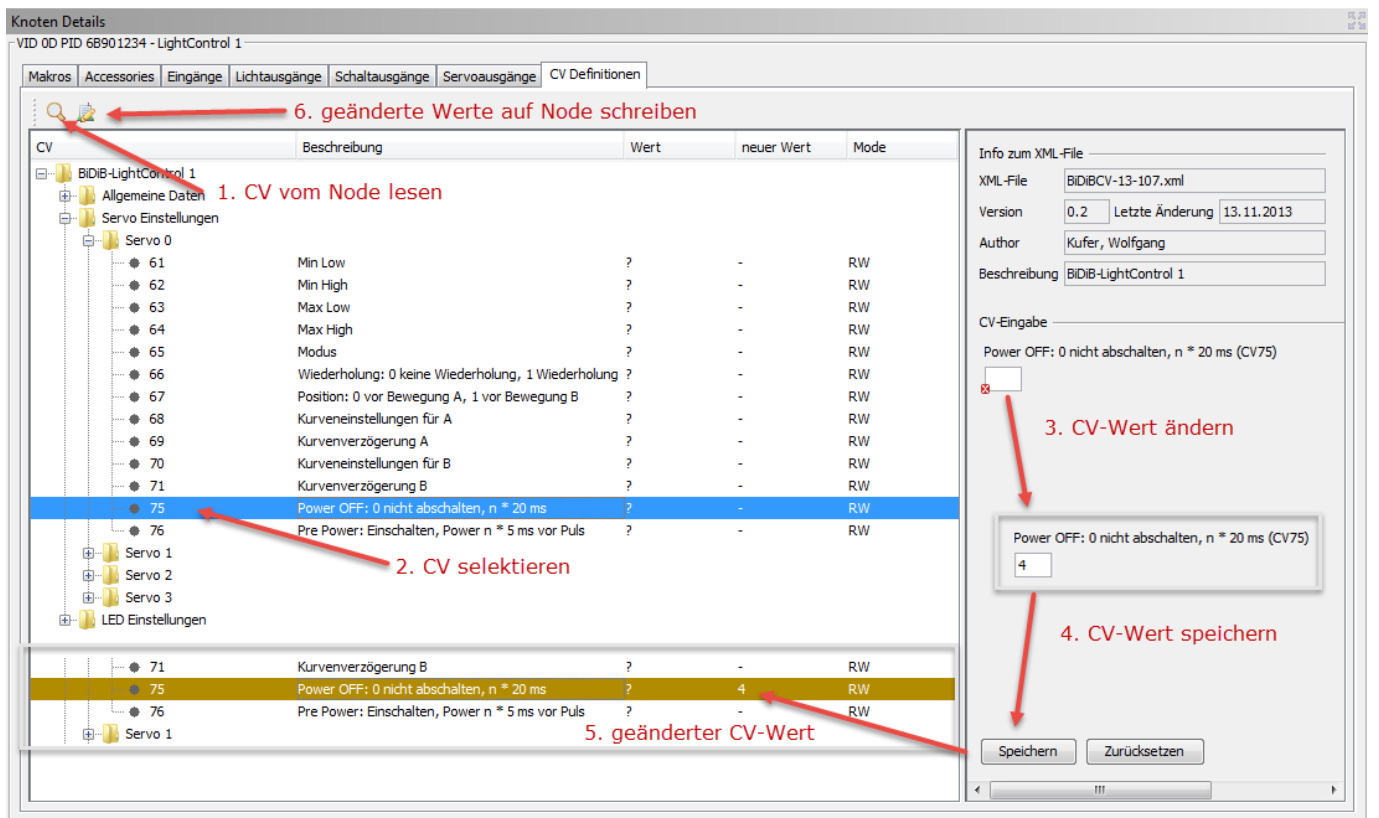 Knoten Details
VID 0D PID 6B901234 - LightControl 1
Makros Accessories Eingänge Lichtausgänge Schaltausgänge Servoausgänge CV Definitionen
6. geänderte Werte auf Node schreiben
CV Beschreibung Wert neuer Wert Mode
BiDiB-LightControl 1
Allgemeine Daten
1. CV vom Node lesen
Servo Einstellungen
Servo 0
61 Min Low ? - RW
62 Min High ? - RW
63 Max Low ? - RW
64 Max High ? - RW
65 Modus ? - RW
66 Wiederholung: 0 keine Wiederholung, 1 Wiederholung ? - RW
67 Position: 0 vor Bewegung A, 1 vor Bewegung B ? - RW
68 Kurveneinstellungen für A ? - RW
69 Kurvenverzögerung A ? - RW
70 Kurveneinstellungen für B ? - RW
71 Kurvenverzögerung B ? - RW
75 Power OFF: 0 nicht abschalten, n * 20 ms ? - RW
76 Pre Power: Einschalten, Power n * 5 ms vor Puls ? - RW
Servo 1
2. CV selektieren
Servo 2
Servo 3
LED Einstellungen
71 Kurvenverzögerung B ? - RW
75 Power OFF: 0 nicht abschalten, n * 20 ms ? 4 RW
76 Pre Power: Einschalten, Power n * 5 ms vor Puls ? - RW
Servo 1
5. geänderter CV-Wert
Info zum XML-File
XML-File BiDiBCV-13-107.xml
Version 0.2 Letzte Änderung 13.11.2013
Author Kufer, Wolfgang
Beschreibung BiDiB-LightControl 1
CV-Eingabe
Power OFF: 0 nicht abschalten, n * 20 ms (CV75)
3. CV-Wert ändern
Power OFF: 0 nicht abschalten, n * 20 ms (CV75)
4
4. CV-Wert speichern
Speichern Zurücksetzen